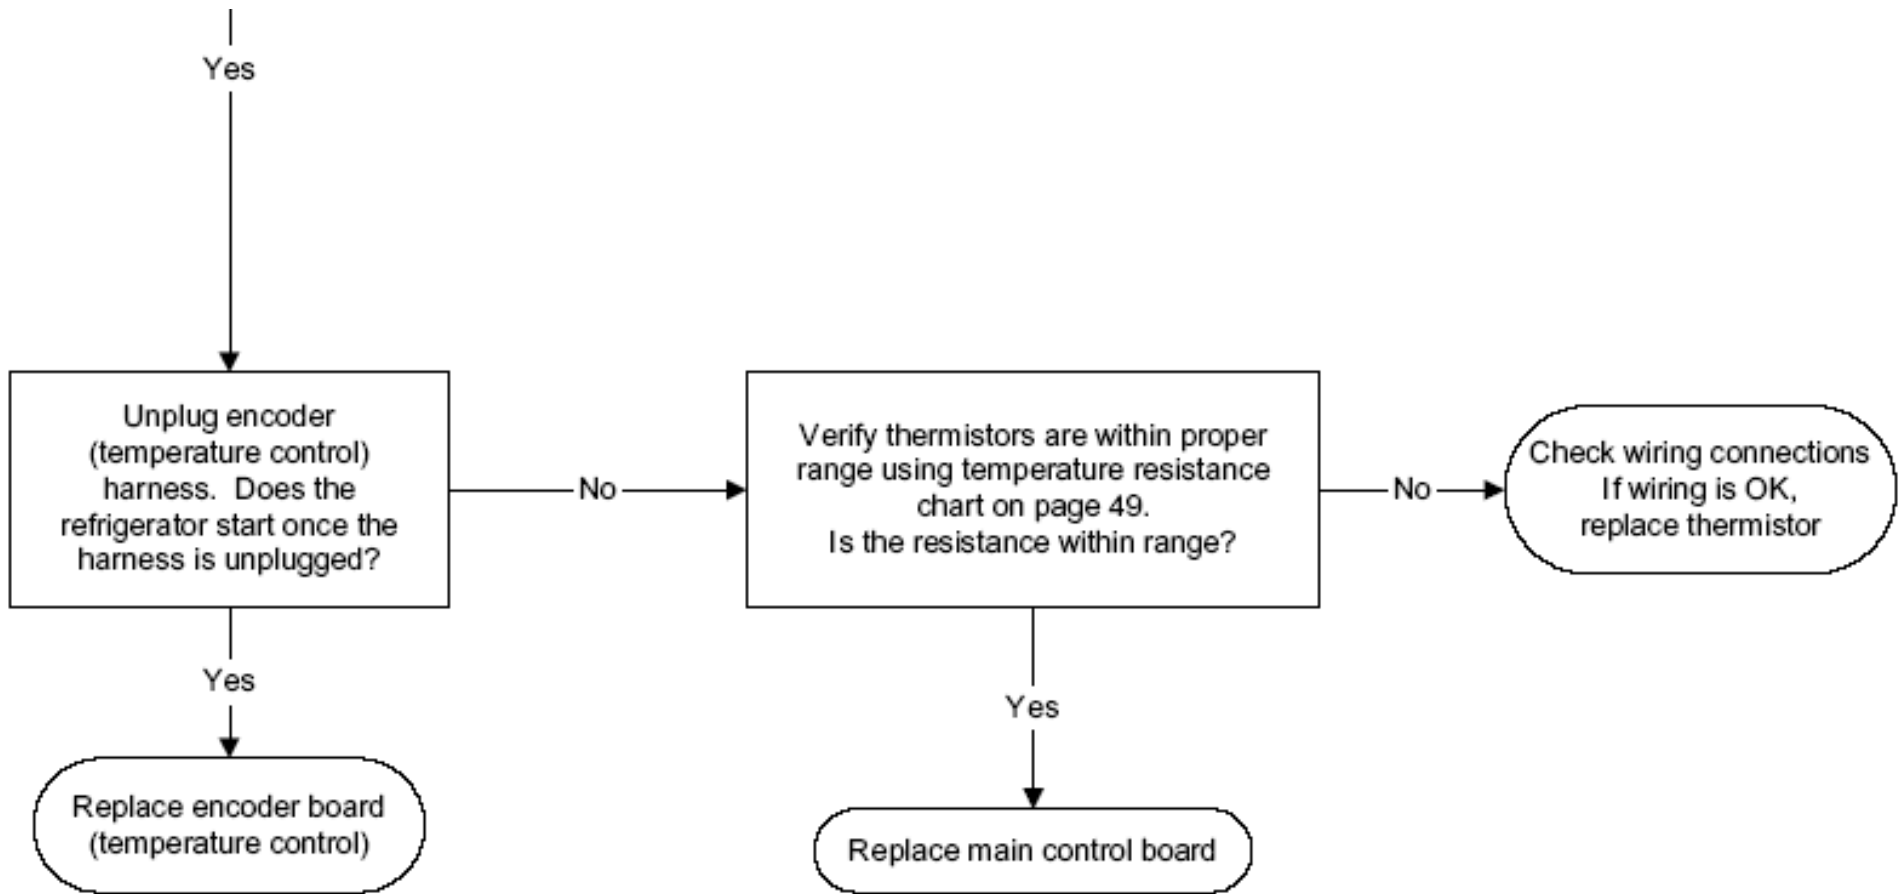 Yes
Unplug encoder
(temperature control)
harness.  Does the
refrigerator start once the
harness is unplugged?
No
Verify thermistors are within proper
range using temperature resistance
chart on page 49.
Is the resistance within range?
No
Check wiring connections
If wiring is OK,
replace thermistor
Yes
Replace encoder board
(temperature control)
Yes
Replace main control board